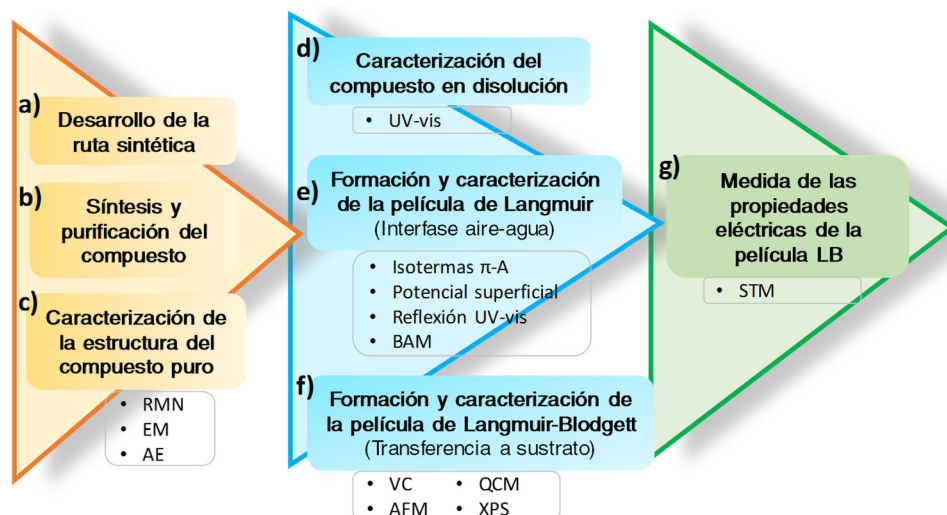 a)
Desarrollo de la
ruta sintética
b)
Síntesis y
purificación del
compuesto
c)
Caracterización de
la estructura del
compuesto puro
• RMN
• EM
• AE
d)
Caracterización del
compuesto en disolución
• UV-vis
e)
Formación y caracterización
de la película de Langmuir
(Interfase aire-agua)
• Isotermas π-A
• Potencial superficial
• Reflexión UV-vis
• BAM
f)
Formación y caracterización de
la película de Langmuir-Blodgett
(Transferencia a sustrato)
• VC • QCM
• AFM • XPS
g)
Medida de las
propiedades
eléctricas de la
película LB
• STM